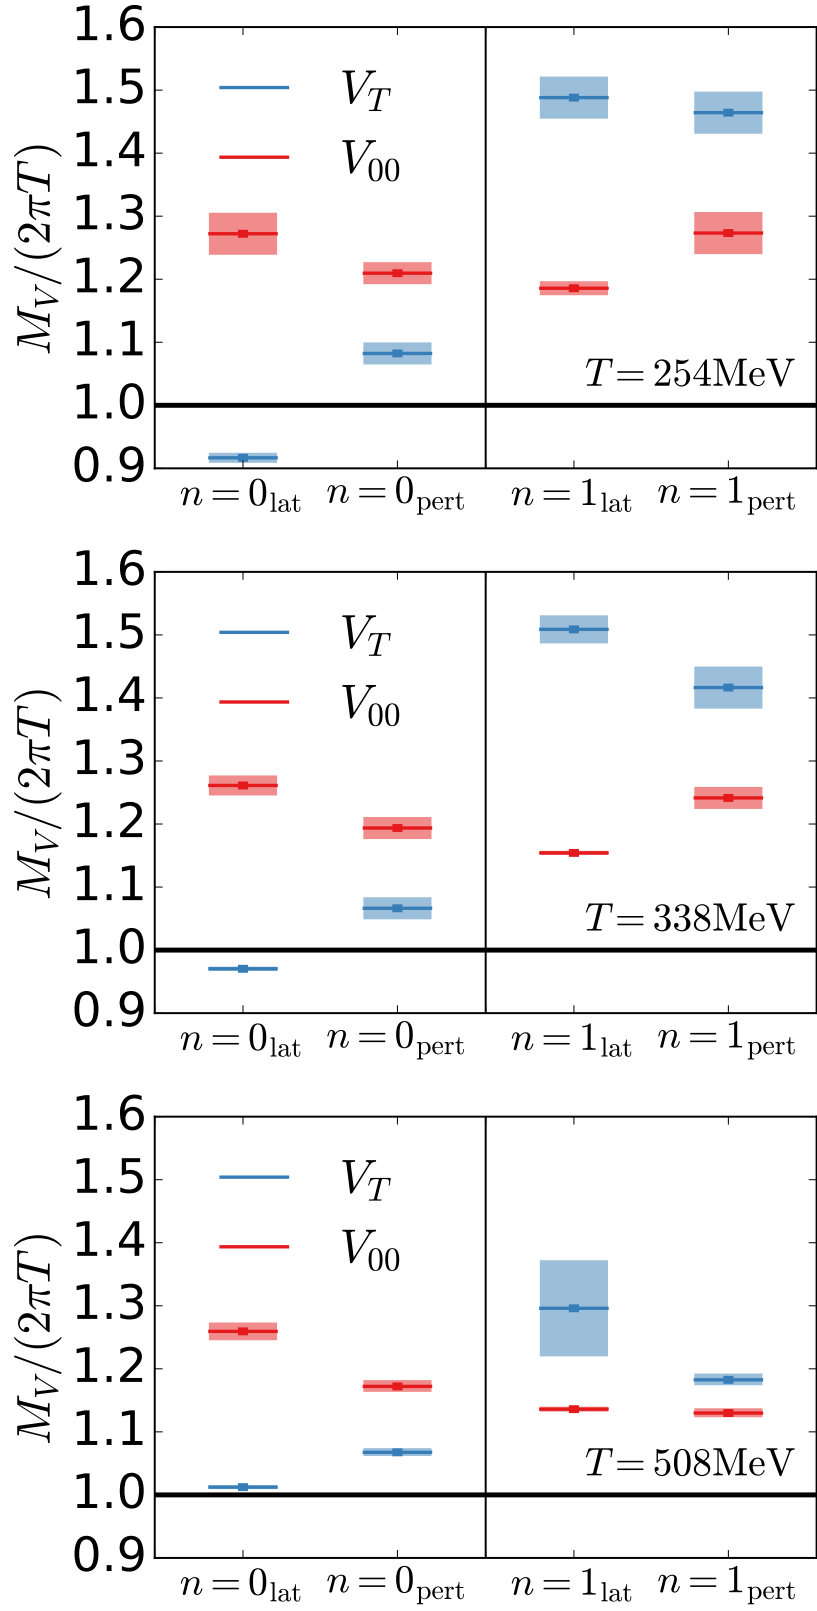 1.6
1.5
1.4
1.3
1.2
1.1
1.0
0.9
M_V/(2πT)
V_T
V_00
T = 254MeV
n = 0_lat n = 0_pert n = 1_lat n = 1_pert
1.6
1.5
1.4
1.3
1.2
1.1
1.0
0.9
M_V/(2πT)
V_T
V_00
T = 338MeV
n = 0_lat n = 0_pert n = 1_lat n = 1_pert
1.6
1.5
1.4
1.3
1.2
1.1
1.0
0.9
M_V/(2πT)
V_T
V_00
T = 508MeV
n = 0_lat n = 0_pert n = 1_lat n = 1_pert